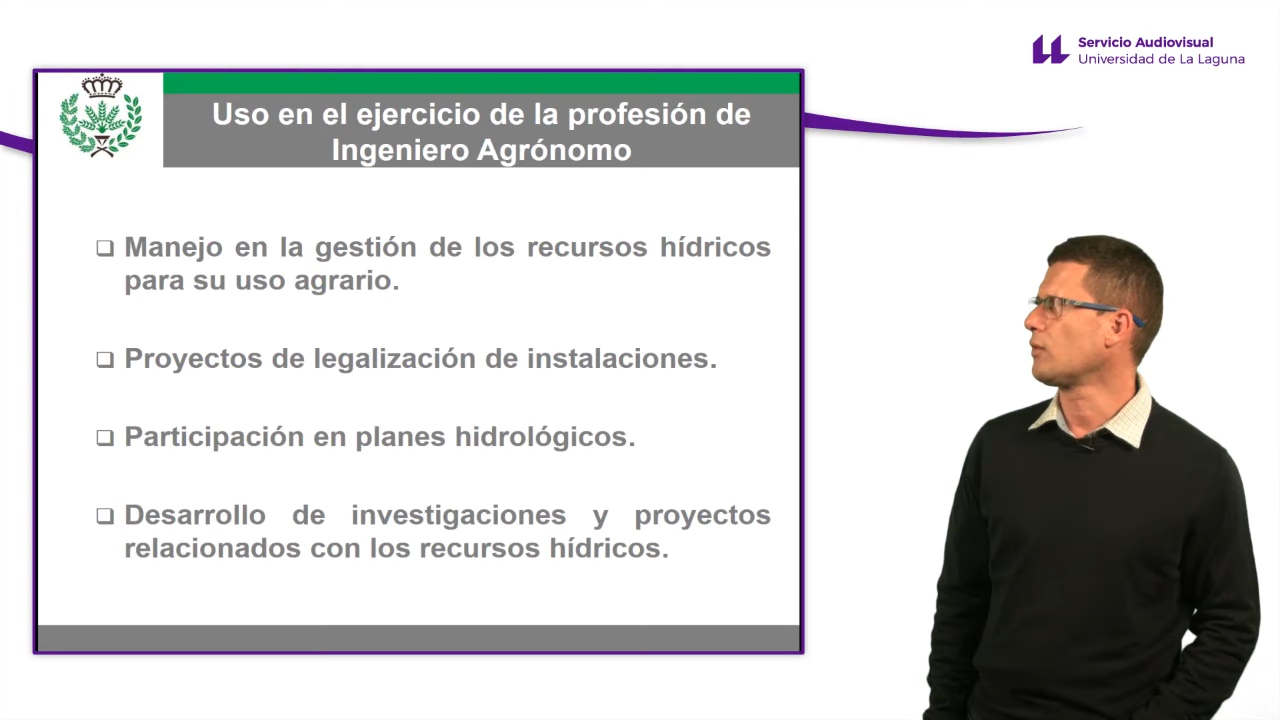 Servicio Audiovisual
Universidad de La Laguna
Uso en el ejercicio de la profesión de
Ingeniero Agrónomo
Manejo en la gestión de los recursos hídricos
para su uso agrario.
Proyectos de legalización de instalaciones.
Participación en planes hidrológicos.
Desarrollo de investigaciones y proyectos
relacionados con los recursos hídricos.